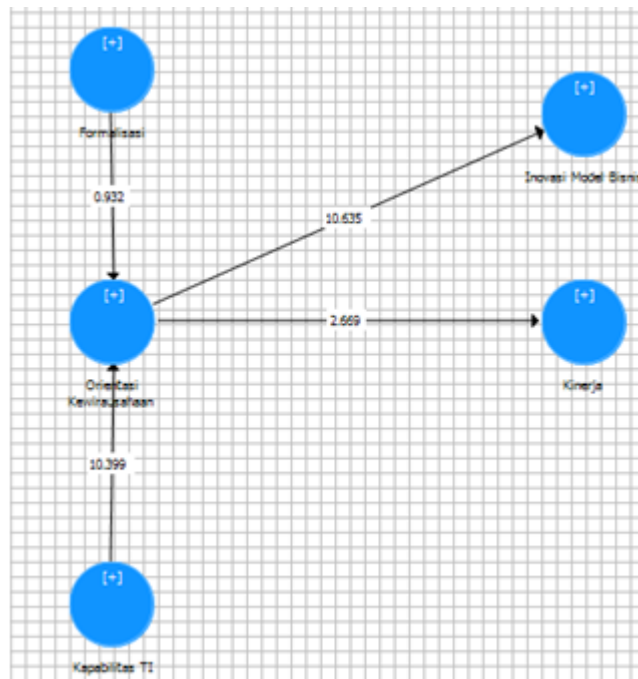 [+]
Formalisasi
[+]
Inovasi Model Bisnis
0.932
10.635
[+]
Orientasi
Kewirausahaan
2.669
[+]
Kinerja
10.399
[+]
Kapabilitas TI